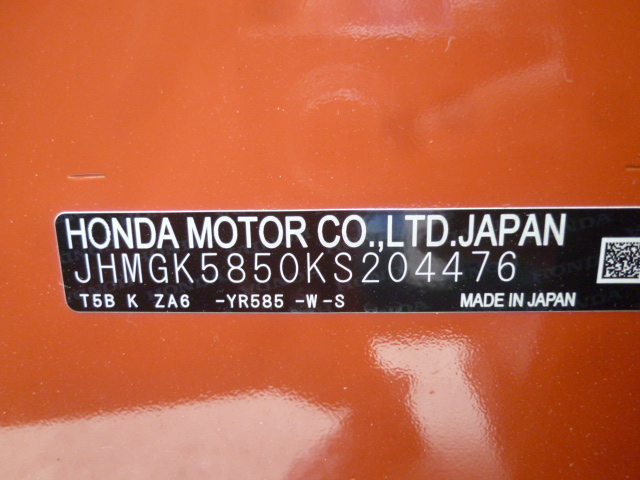 HONDA MOTOR CO.,LTD.JAPAN
JHMGK5850KS204476
T5B K ZA6 -YR585 -W-S MADE IN JAPAN